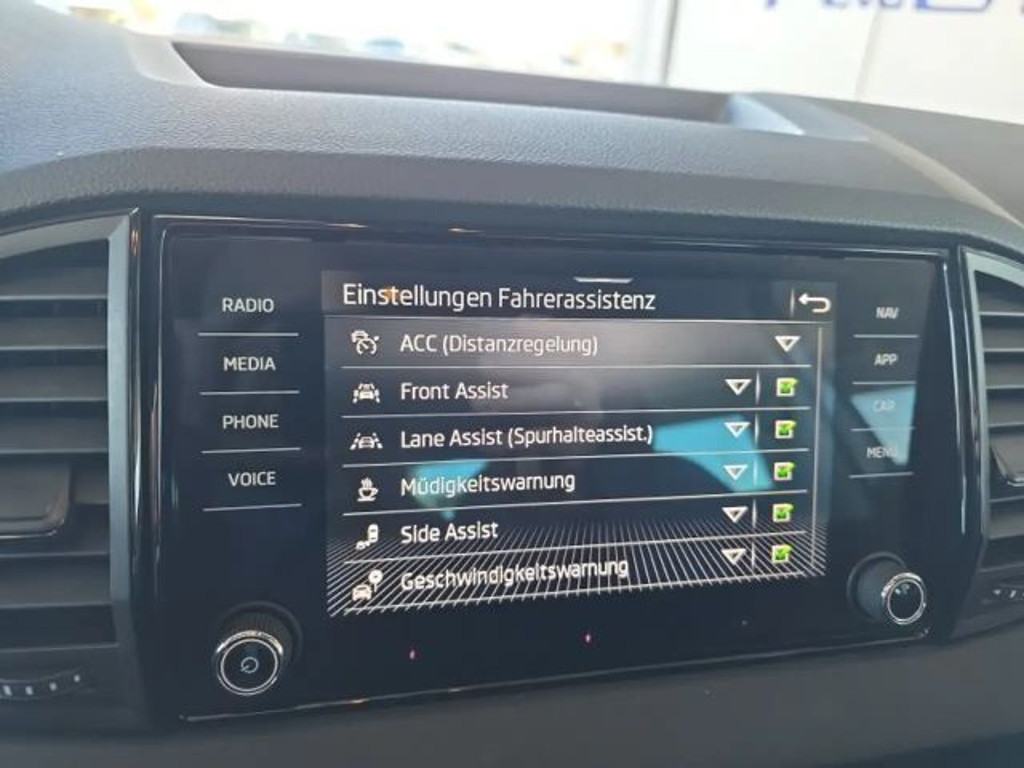 RADIO
MEDIA
PHONE
VOICE
Einstellungen Fahrerassistenz
ACC (Distanzregelung)
Front Assist
Lane Assist (Spurhalteassist.)
Müdigkeitswarnung
Side Assist
Geschwindigkeitswarnung
NAV
APP
CAR
MENU